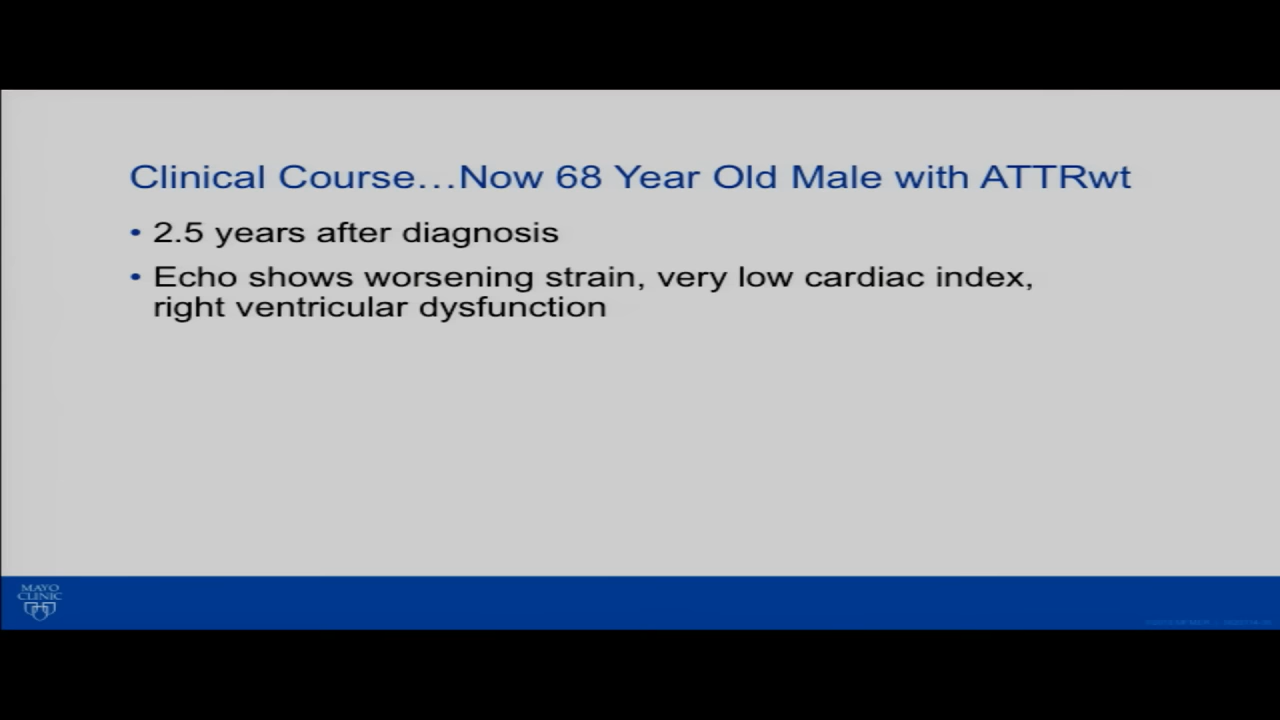 Clinical Course...Now 68 Year Old Male with ATTRwt
• 2.5 years after diagnosis
• Echo shows worsening strain, very low cardiac index,
right ventricular dysfunction
MAYO
CLINIC